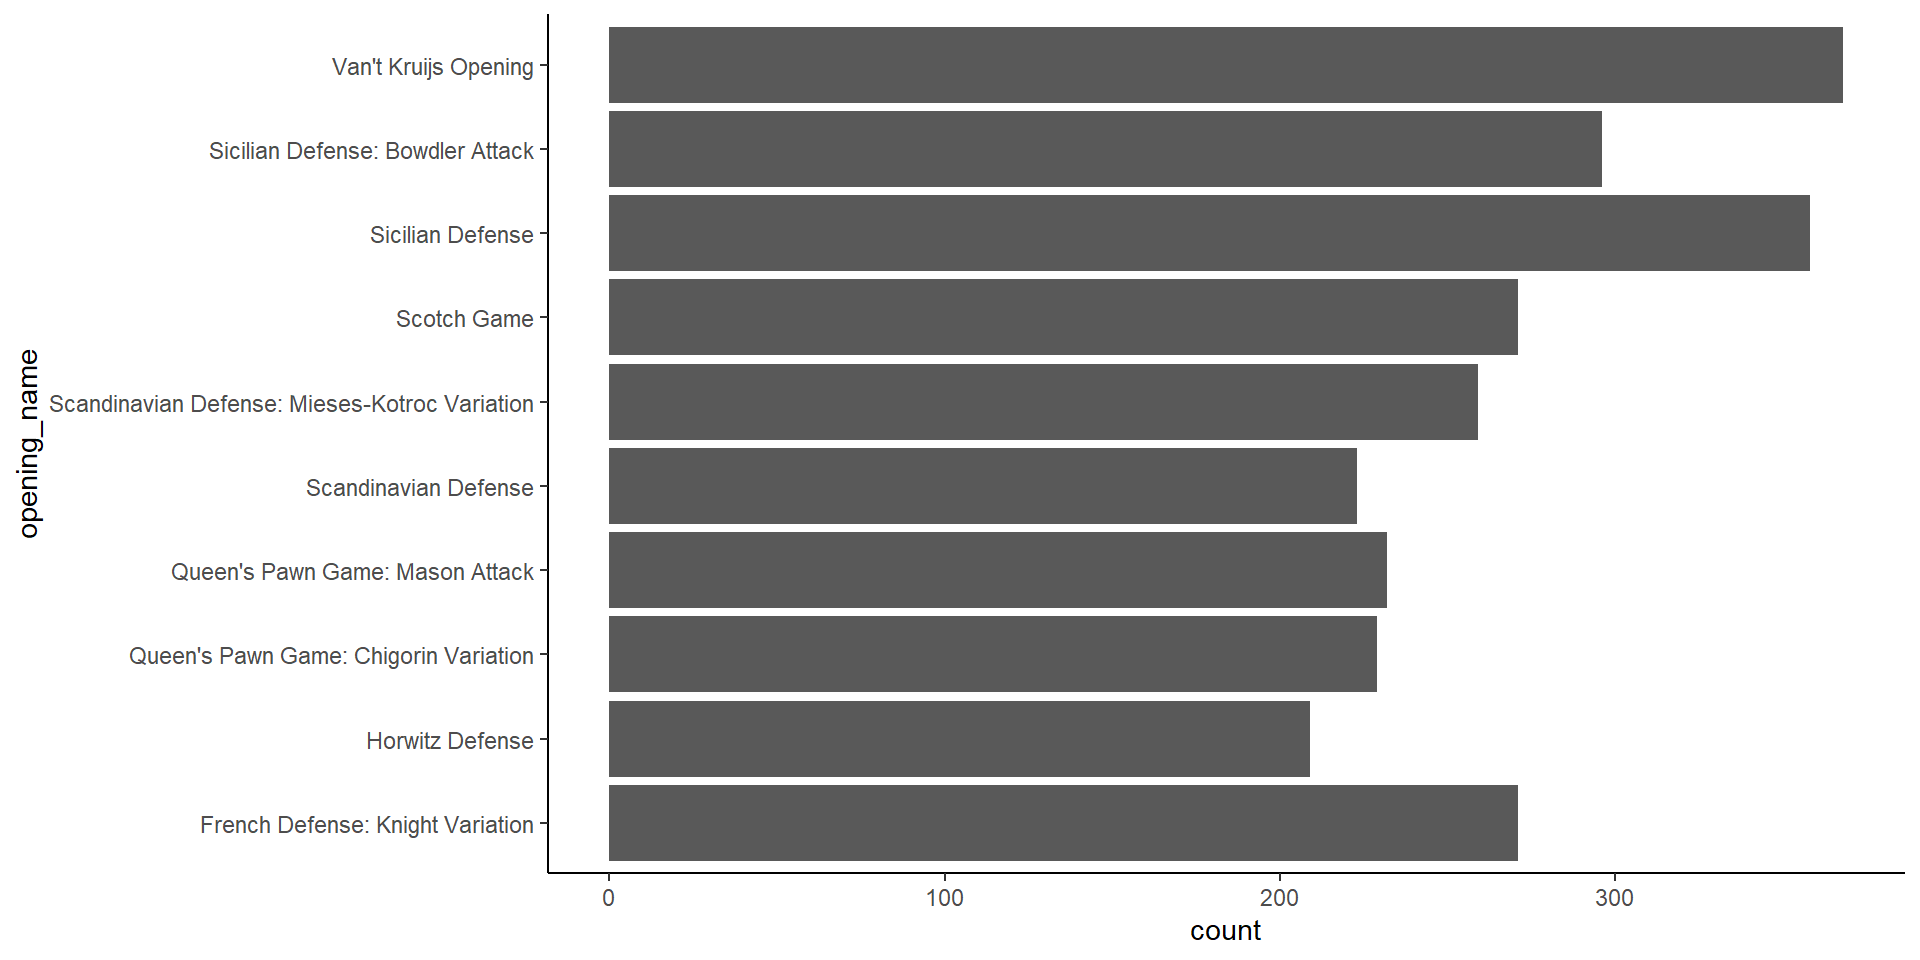 Van't Kruijs Opening
Sicilian Defense: Bowdler Attack
Sicilian Defense
Scotch Game
Scandinavian Defense: Mieses-Kotroc Variation
Scandinavian Defense
Queen's Pawn Game: Mason Attack
Queen's Pawn Game: Chigorin Variation
Horwitz Defense
French Defense: Knight Variation
opening_name
0 100 200 300
count